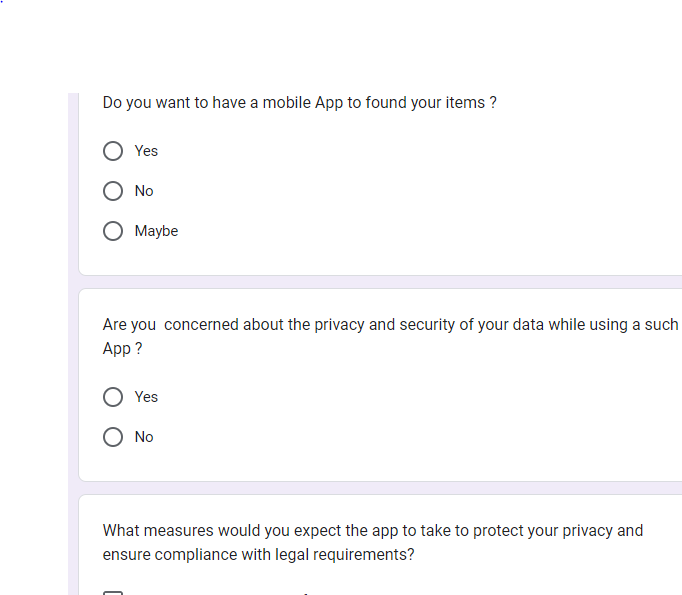 Do you want to have a mobile App to found your items ?
Yes
No
Maybe
Are you  concerned about the privacy and security of your data while using a such
App ?
Yes
No
What measures would you expect the app to take to protect your privacy and
ensure compliance with legal requirements?